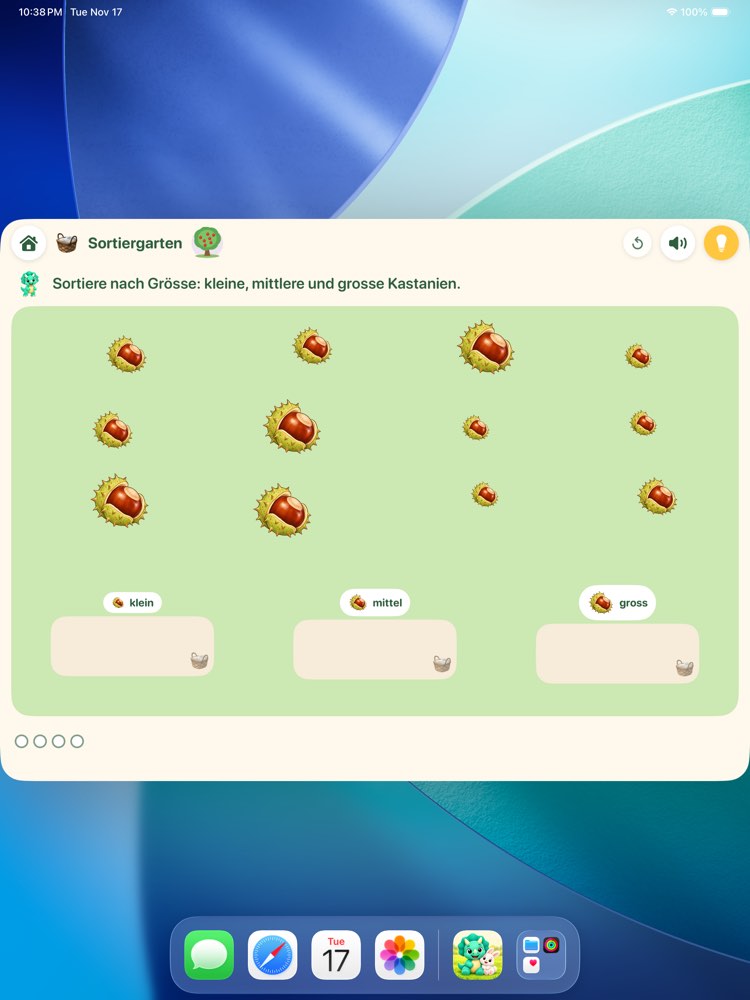 10:38 PM Tue Nov 17
100%
Sortiergarten
Sortiere nach Grösse: kleine, mittlere und grosse Kastanien.
klein
mittel
gross
Tue
17